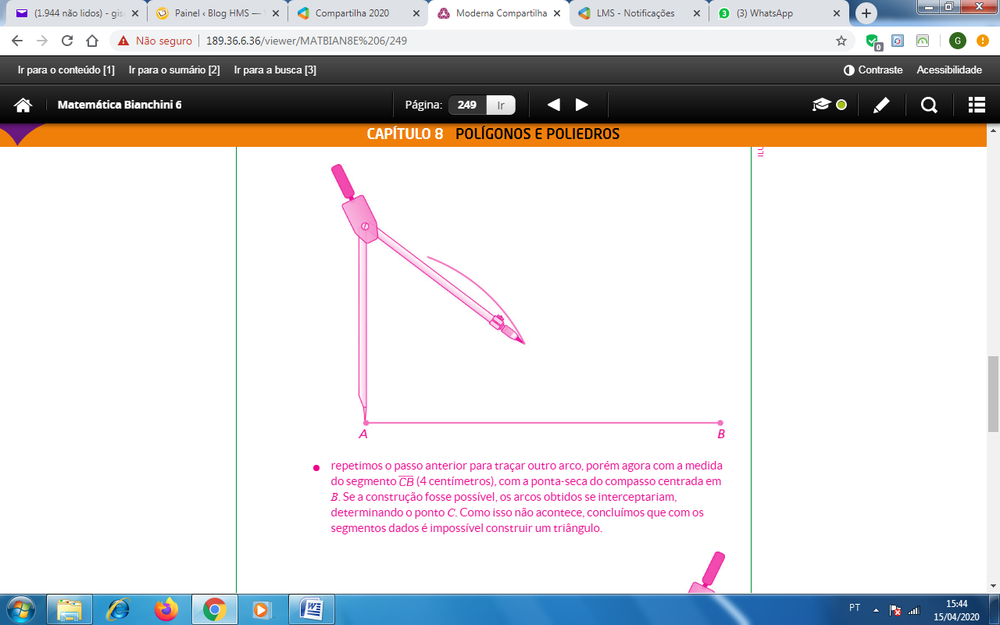 (1.944 não lidos) - gis
Painel ‹ Blog HMS —
Compartilha 2020
Moderna Compartilha
LMS - Notificações
(3) WhatsApp
3
Não seguro
189.36.6.36/viewer/MATBIAN8E%206/249
0
G
Ir para o conteúdo [1]
Ir para o sumário [2]
Ir para a busca [3]
Contraste
Acessibilidade
Matemática Bianchini 6
Página:
249
Ir
CAPÍTULO 8 POLÍGONOS E POLIEDROS
A
B
repetimos o passo anterior para traçar outro arco, porém agora com a medida
do segmento C̅B̅ (4 centímetros), com a ponta-seca do compasso centrada em
B. Se a construção fosse possível, os arcos obtidos se interceptariam,
determinando o ponto C. Como isso não acontece, concluímos que com os
segmentos dados é impossível construir um triângulo.
PT
15:44
15/04/2020